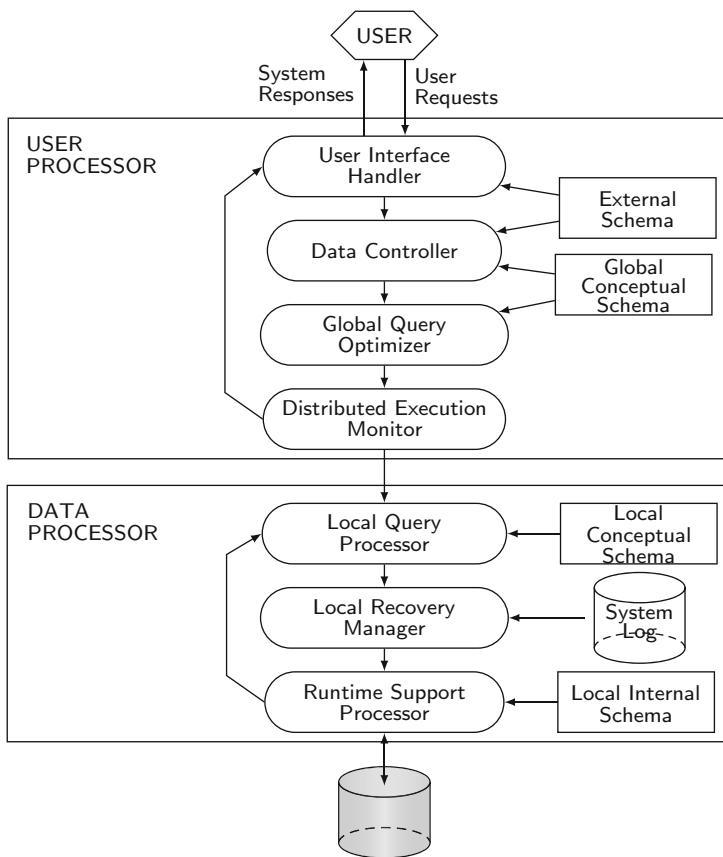 USER
System
Responses
User
Requests
USER
PROCESSOR
User Interface
Handler
External
Schema
Data Controller
Global
Conceptual
Schema
Global Query
Optimizer
Distributed Execution
Monitor
DATA
PROCESSOR
Local Query
Processor
Local
Conceptual
Schema
Local Recovery
Manager
System
Log
Runtime Support
Processor
Local Internal
Schema